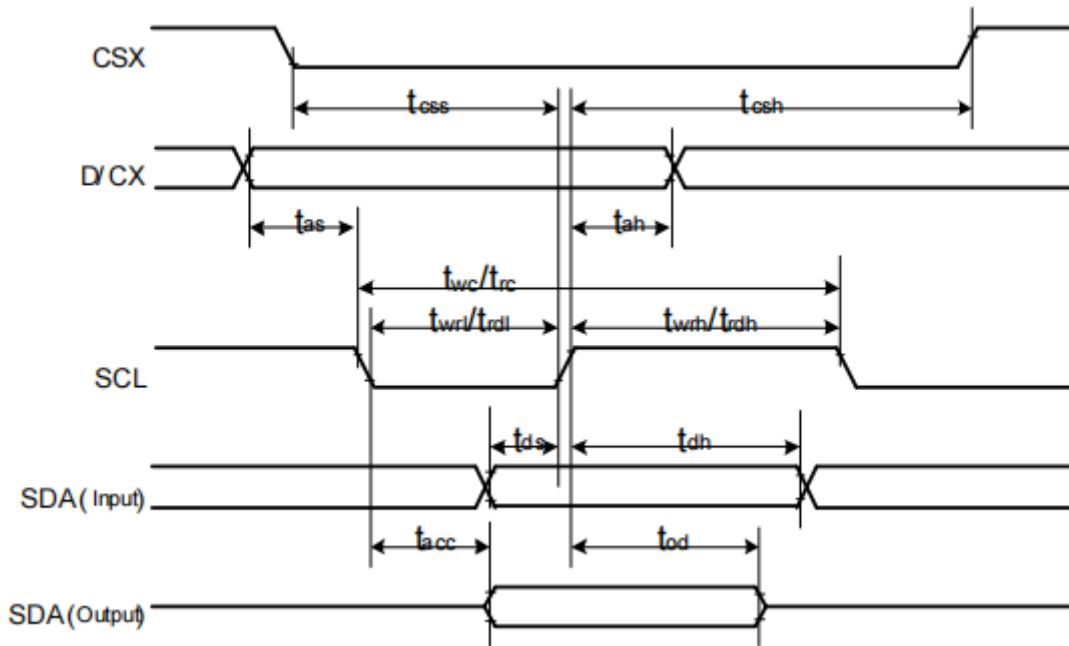 CSX
tcss
tcsh
D/CX
tas
tah
twc/trc
twrl/trdl
twrh/trdh
SCL
tds
tdh
SDA(Input)
tacc
tod
SDA(Output)